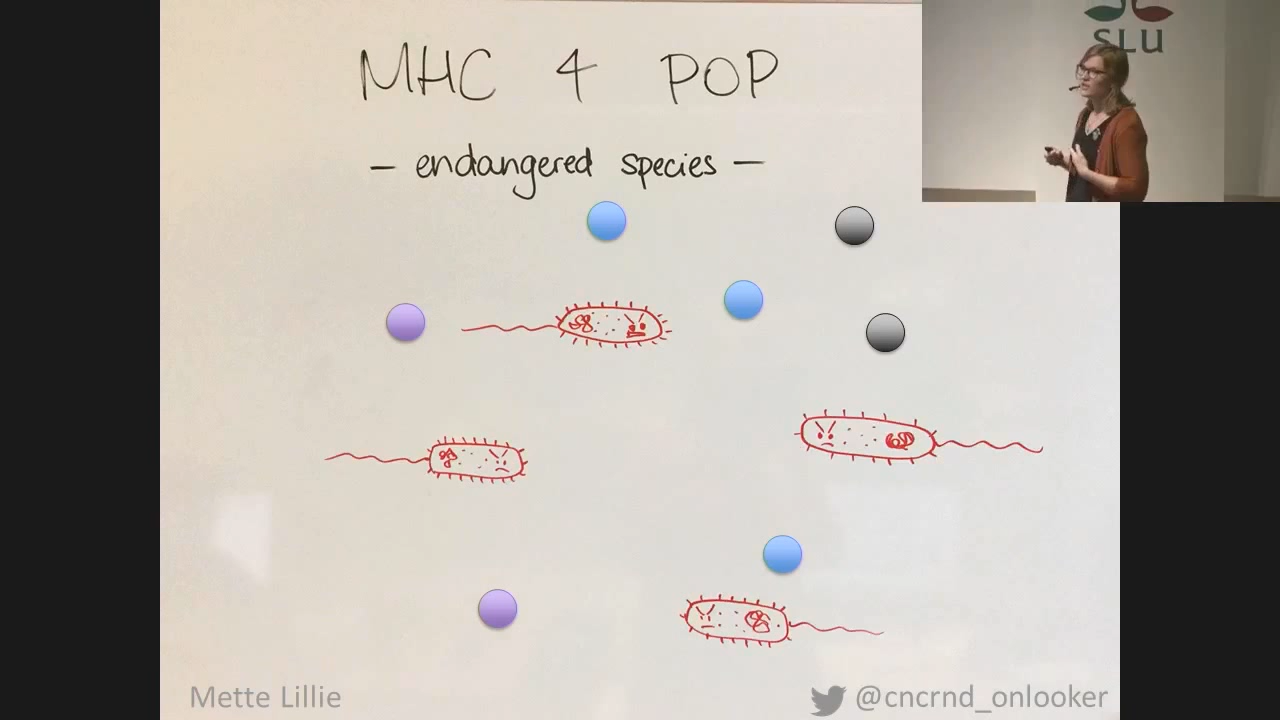 MHC 4 POP
– endangered species –
SLU
Mette Lillie
@cncrnd_onlooker